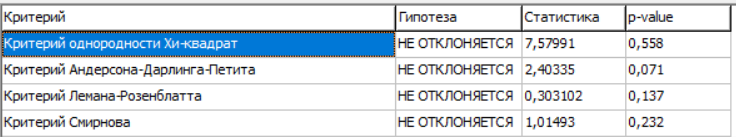 Критерий Гипотеза Статистика p-value
Критерий однородности Хи-квадрат НЕ ОТКЛОНЯЕТСЯ 7,57991 0,558
Критерий Андерсона-Дарлинга-Петита НЕ ОТКЛОНЯЕТСЯ 2,40335 0,071
Критерий Лемана-Розенблатта НЕ ОТКЛОНЯЕТСЯ 0,303102 0,137
Критерий Смирнова НЕ ОТКЛОНЯЕТСЯ 1,01493 0,232